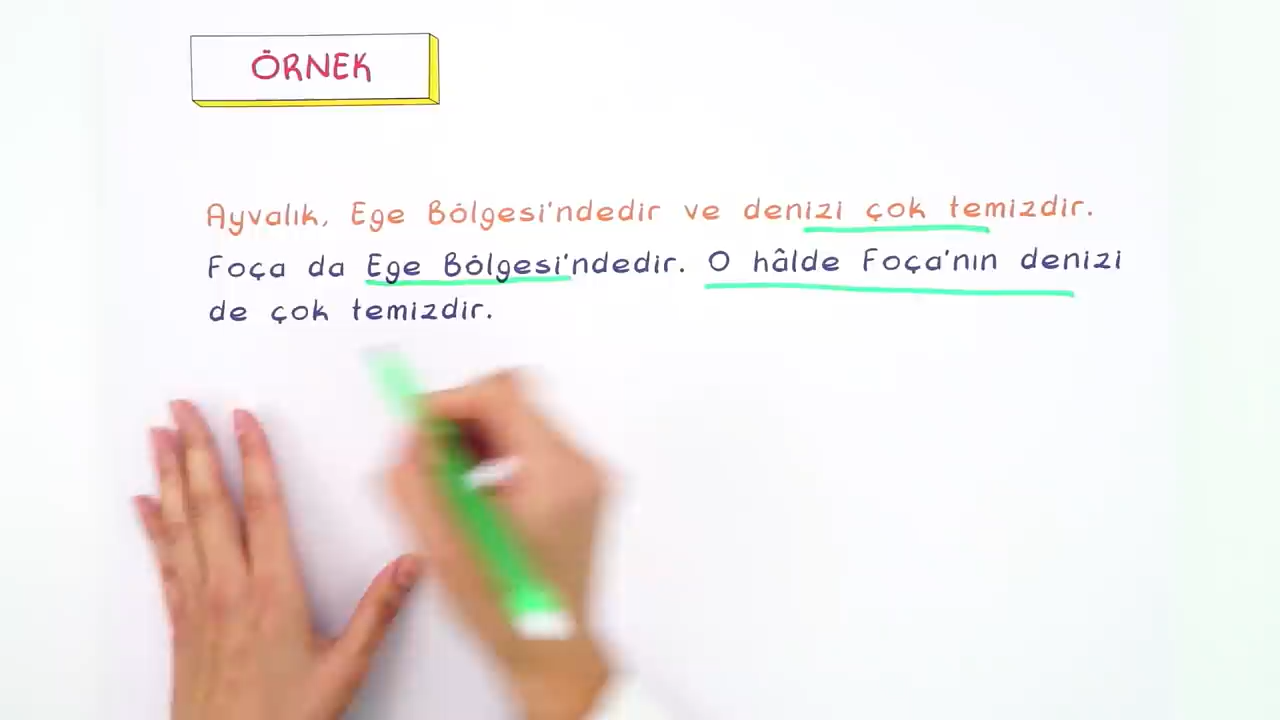 ÖRNEK
Ayvalık, Ege Bölgesi'ndedir ve denizi çok temizdir.
Foça da Ege Bölgesi'ndedir. O hâlde Foça'nın denizi
de çok temizdir.